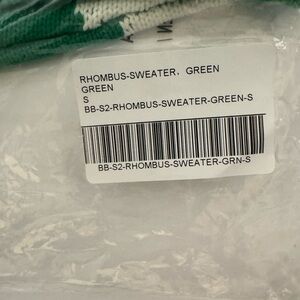 RHOMBUS-SWEATER, GREEN
GREEN
S
BB-S2-RHOMBUS-SWEATER-GREEN-S
BB-S2-RHOMBUS-SWEATER-GRN-S